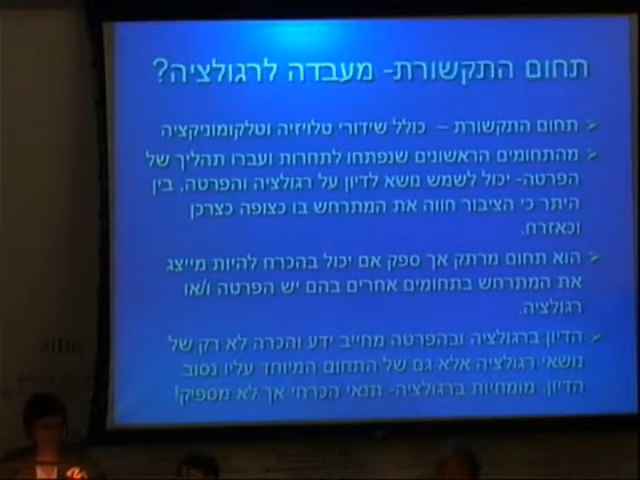 תחום התקשורת- מעבדה לרגולציה?
תחום התקשורת – כולל שידורי טלויזיה וטלקומוניקציה
מהתחומים הראשונים שנפתחו לתחרות ועברו תהליך של
הפרטה- יכול לשמש נושא לדיון על רגולציה והפרטה, בין
היתר כי הציבור חווה את המתרחש בו כצופה כצרכן
וכאזרח.
הוא תחום מרתק אך ספק אם יכול בהכרח להיות מייצג
את המתרחש בתחומים אחרים בהם יש הפרטה ו/או
רגולציה.
הדיון ברגולציה ובהפרטה מחייב ידע והכרה לא רק של
נושאי רגולציה אלא גם של התחום המיוחד עליו נסוב
הדיון. מומחיות ברגולציה- תנאי הכרחי אך לא מספיק!